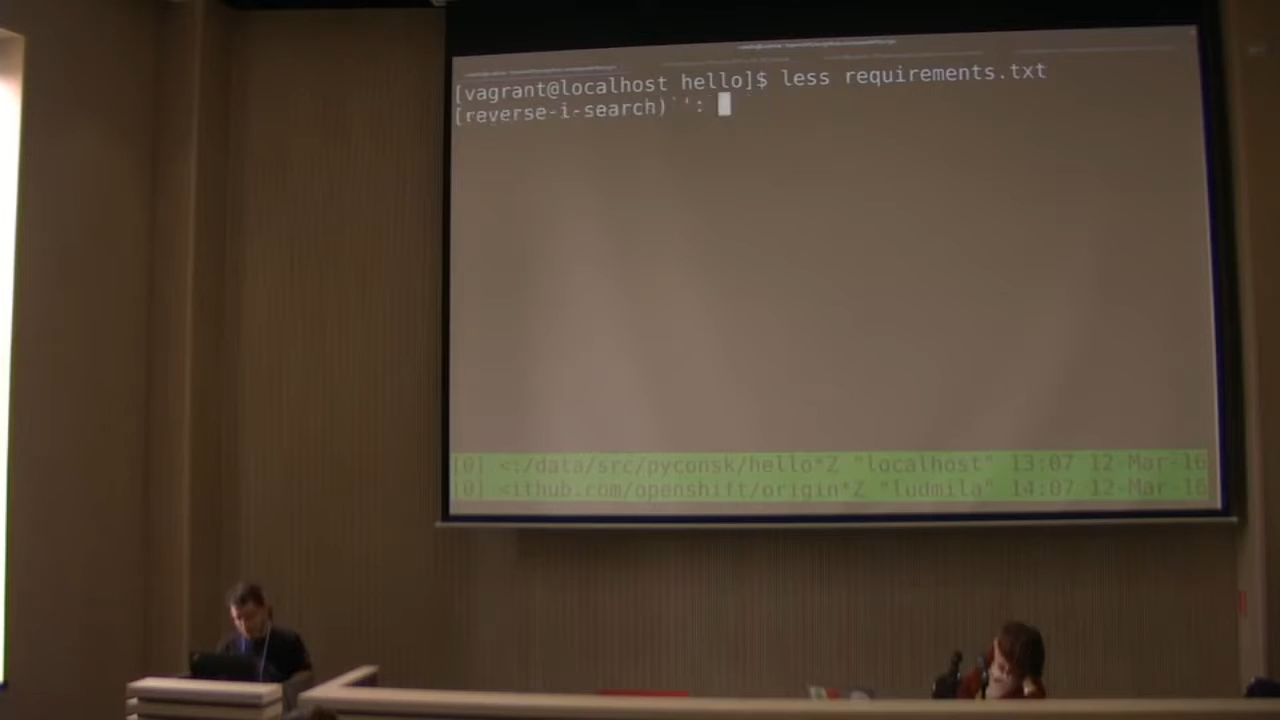 [vagrant@localhost hello]$ less requirements.txt
(reverse-i-search)`':
[0] <:/data/src/pyconsk/hello*Z "localhost" 13:07 12-Mar-16
[0] <ithub.com/openshift/origin*Z "ludmila" 14:07 12-Mar-16